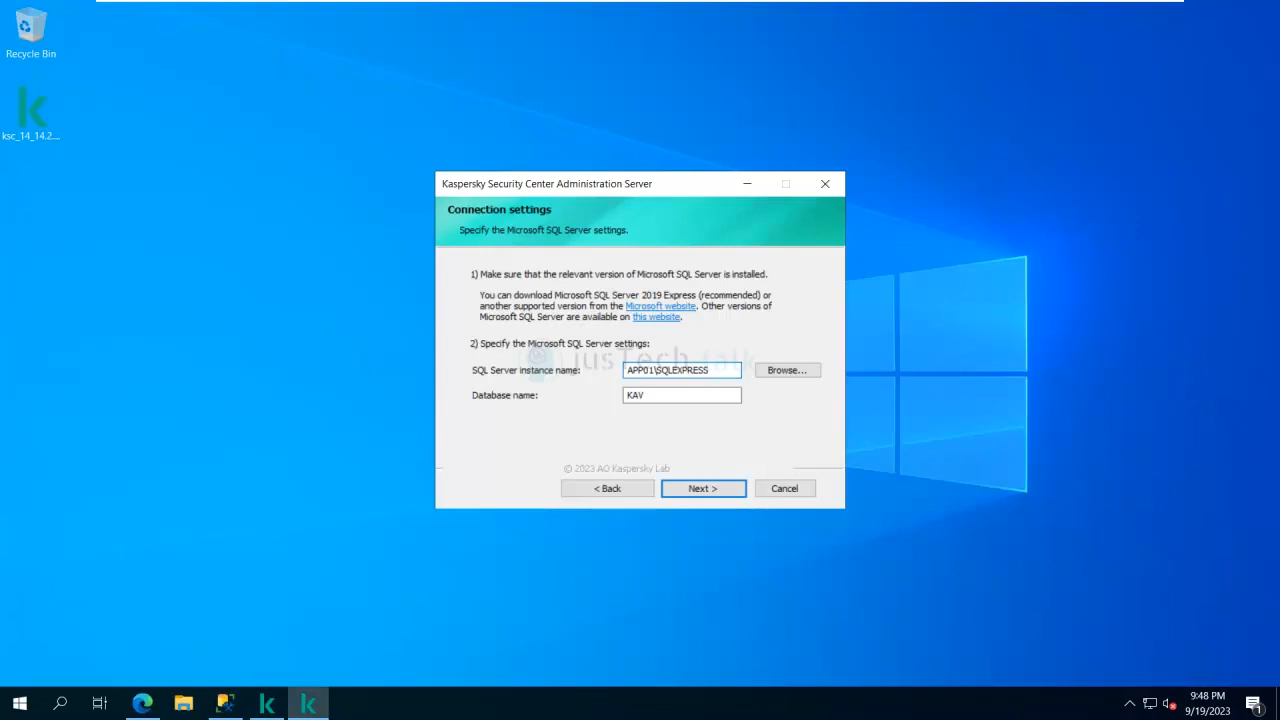 Recycle Bin
ksc_14_14.2....
Kaspersky Security Center Administration Server
Connection settings
Specify the Microsoft SQL Server settings.
1) Make sure that the relevant version of Microsoft SQL Server is installed.
You can download Microsoft SQL Server 2019 Express (recommended) or
another supported version from the Microsoft website. Other versions of
Microsoft SQL Server are available on this website.
2) Specify the Microsoft SQL Server settings:
jusTech talk
SQL Server instance name: APP01\SQLEXPRESS Browse...
Database name: KAV
© 2023 AO Kaspersky Lab
< Back Next > Cancel
9:48 PM
9/19/2023
1